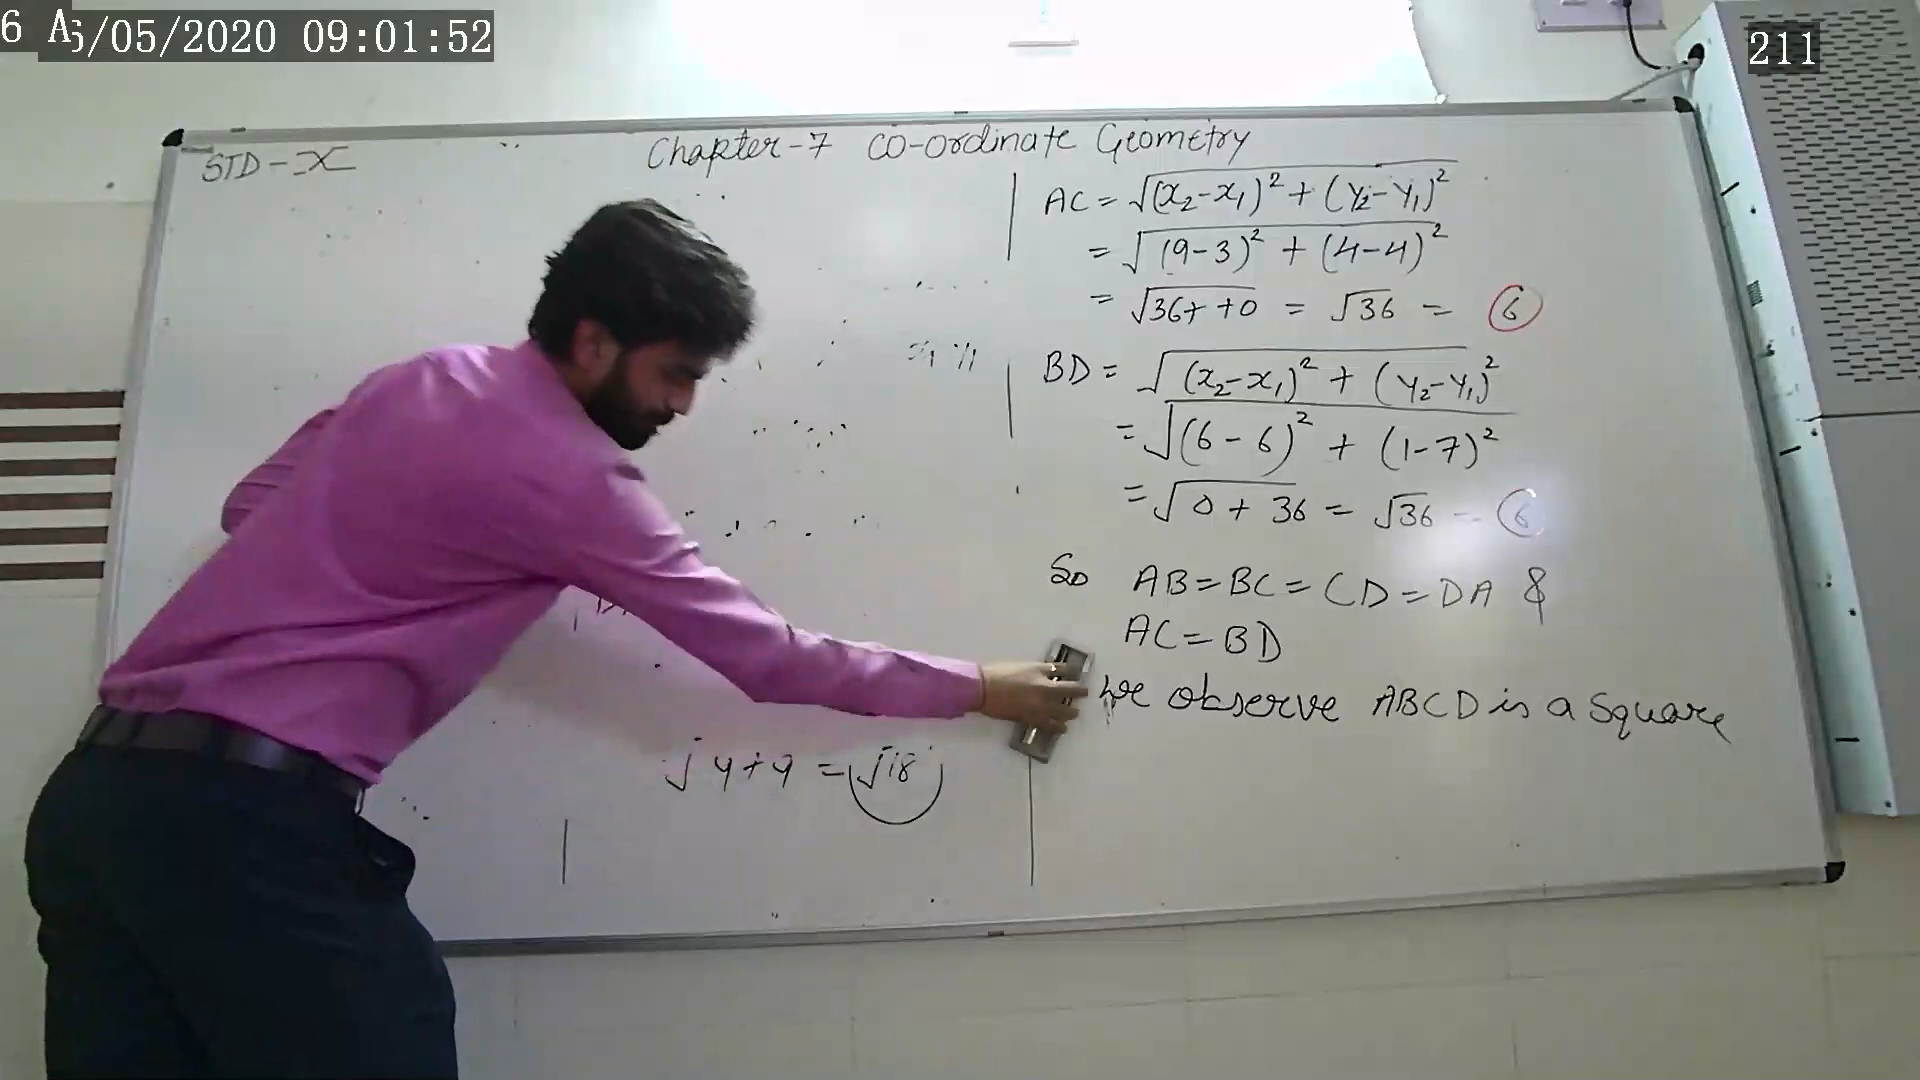 6 A
/05/2020 09:01:52
211
STD-X
Chapter-7 CO-ordinate Geometry
AC = √(x₂-x₁)² + (y₂-y₁)²
= √(9-3)² + (4-4)²
= √36+ +0 = √36 = 6
BD = √(x₂-x₁)² + (y₂-y₁)²
= √(6-6)² + (1-7)²
= √0+36 = √36 = 6
So AB=BC=CD=DA &
AC=BD
we observe ABCD is a square
√9+9 = √18